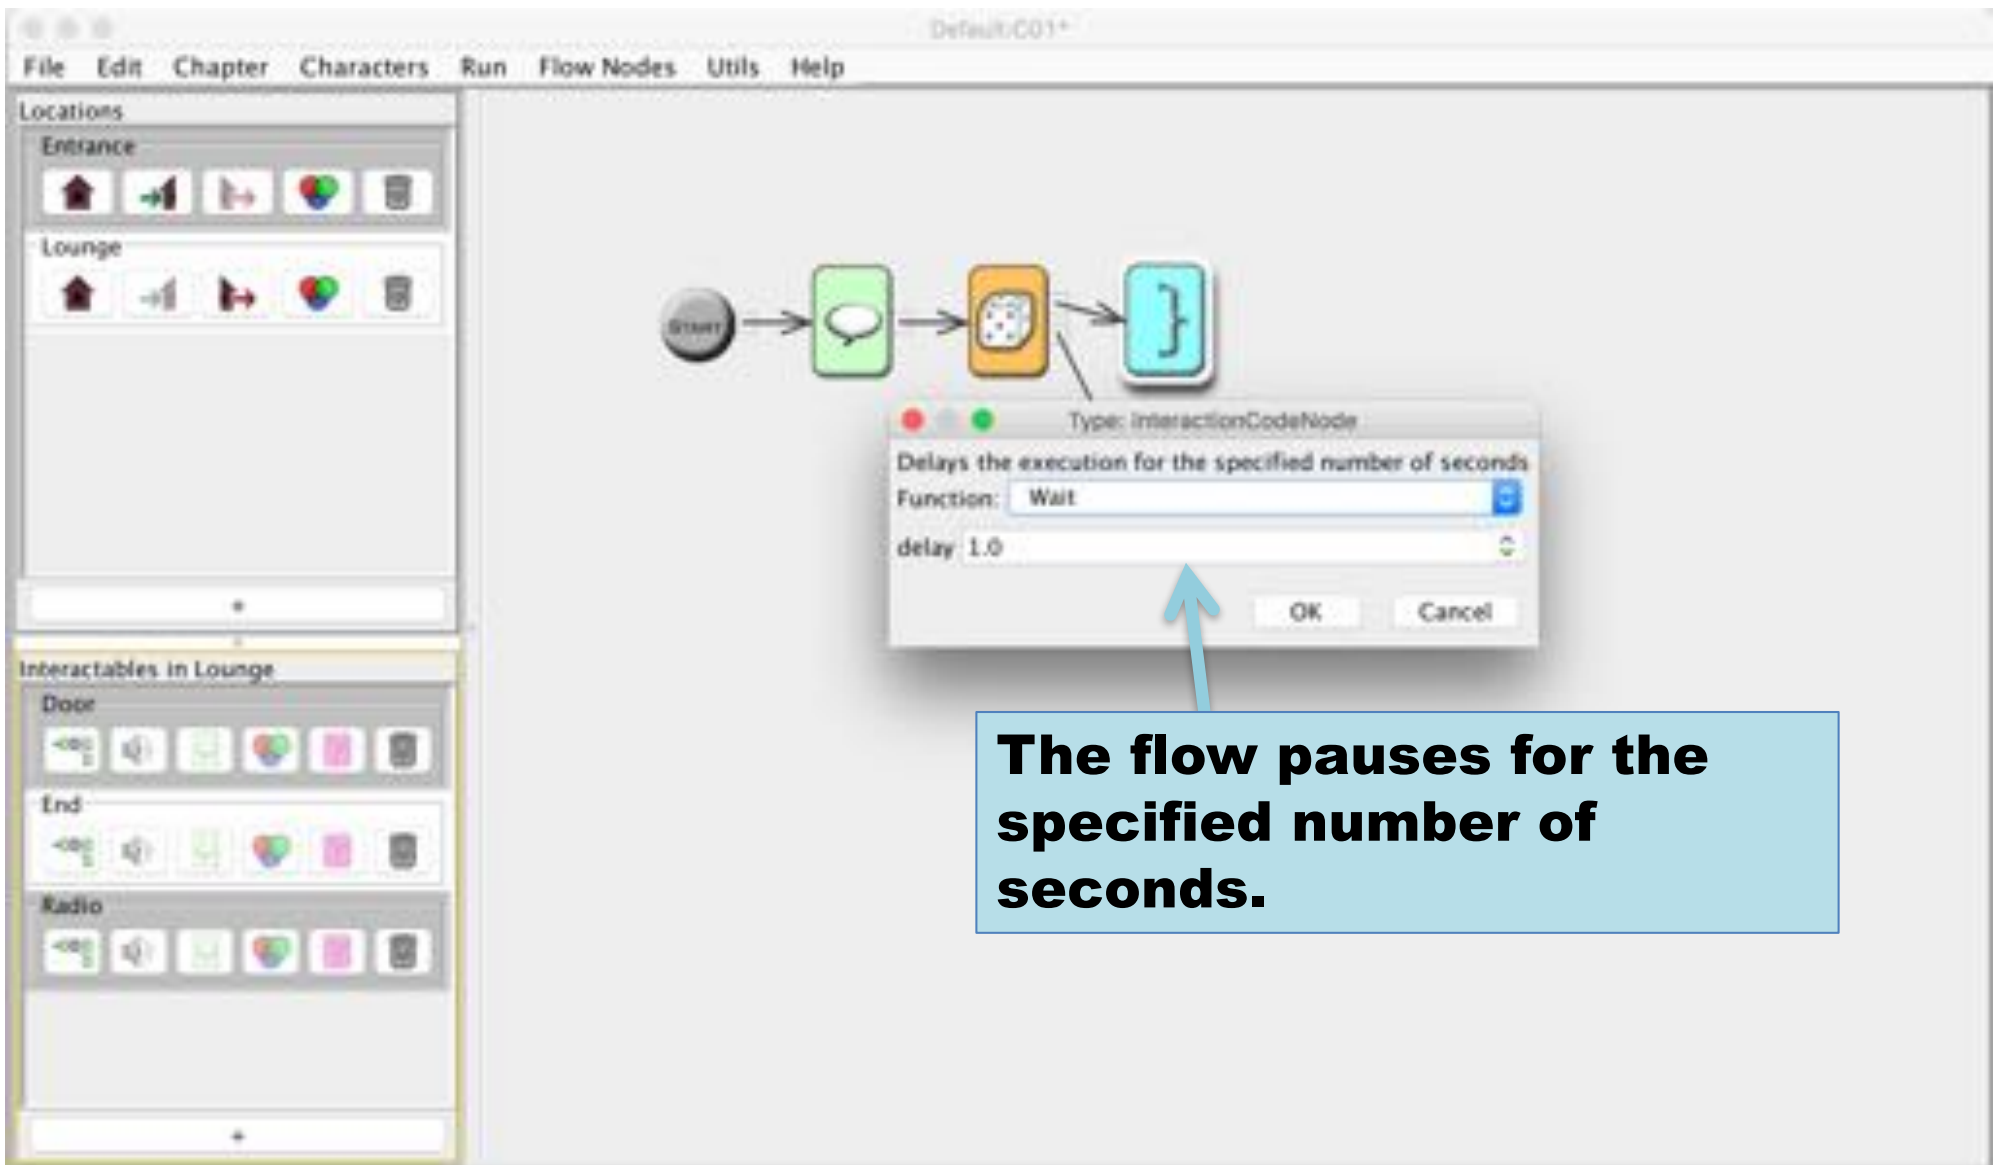 Default:C01*
File Edit Chapter Characters Run Flow Nodes Utils Help
Locations
Entrance
Lounge
+
Interactables in Lounge
Door
End
Radio
+
START
Type: InteractionCodeNode
Delays the execution for the specified number of seconds
Function: Wait
delay 1.0
OK Cancel
The flow pauses for the
specified number of
seconds.